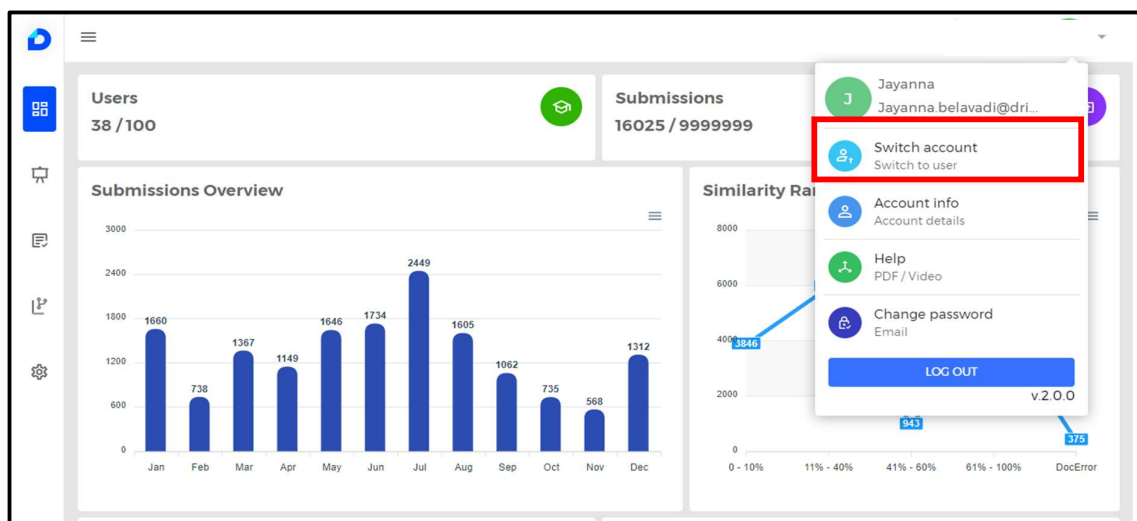 Users
38 / 100
Submissions
16025 / 9999999
Jayanna
Jayanna.belavadi@dri...
Switch account
Switch to user
Account info
Account details
Help
PDF / Video
Change password
Email
LOG OUT
v.2.0.0
Submissions Overview
3000
2400
1800
1200
600
0
1660
738
1367
1149
1646
1734
2449
1605
1062
735
568
1312
Jan Feb Mar Apr May Jun Jul Aug Sep Oct Nov Dec
Similarity Ra
8000
6000
4000
2000
0
3846
943
375
0 - 10% 11% - 40% 41% - 60% 61% - 100% DocError